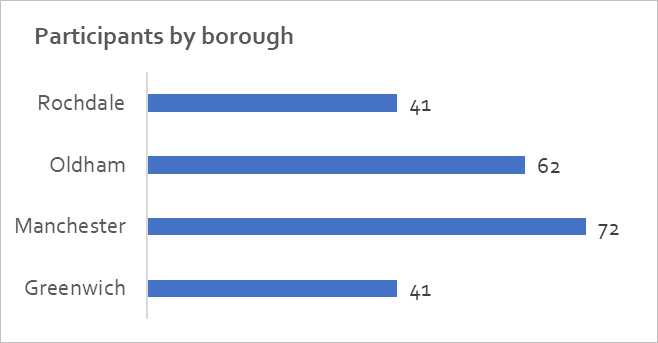 Participants by borough
Rochdale 41
Oldham 62
Manchester 72
Greenwich 41